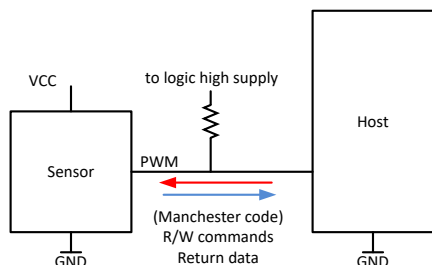 VCC
to logic high supply
Host
Sensor
PWM
(Manchester code)
R/W commands
Return data
GND
GND